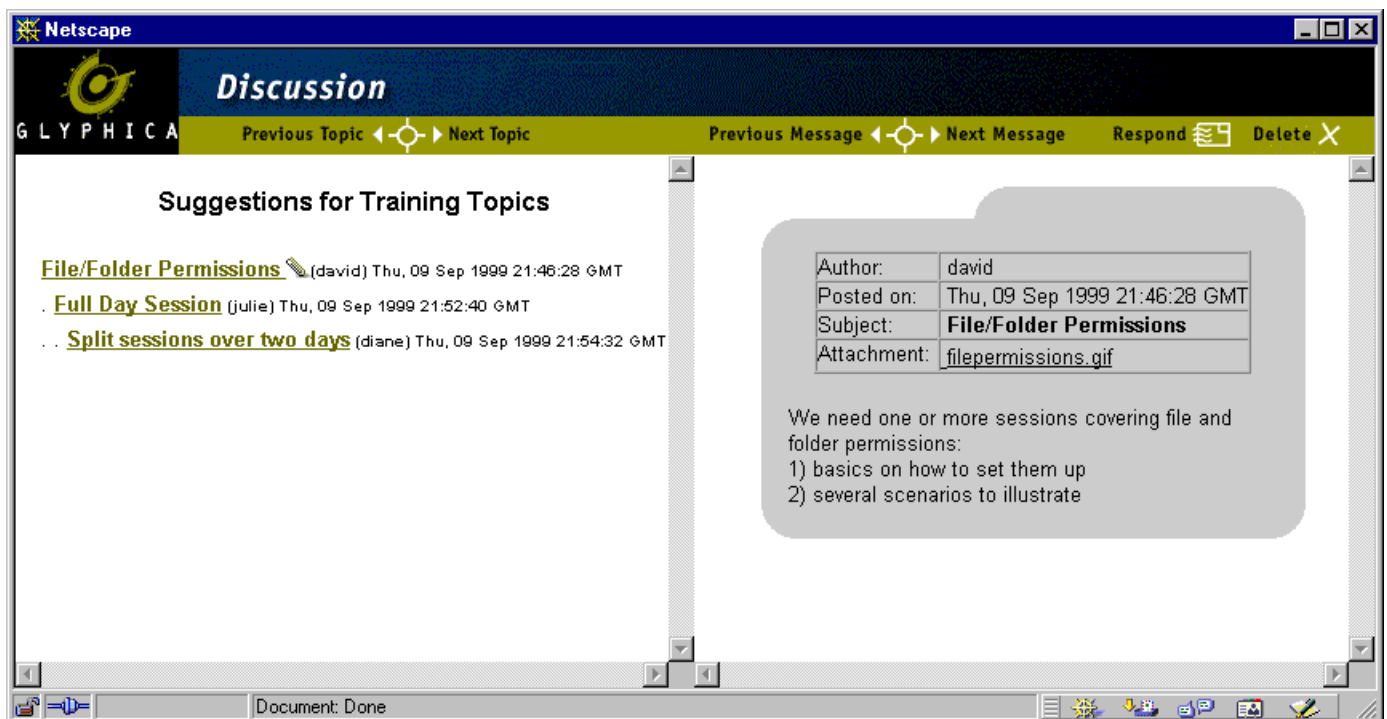 Netscape
Discussion
GLYPHICA
Previous Topic Next Topic
Previous Message Next Message Respond Delete
Suggestions for Training Topics
File/Folder Permissions (david) Thu, 09 Sep 1999 21:46:28 GMT
. Full Day Session (julie) Thu, 09 Sep 1999 21:52:40 GMT
. . Split sessions over two days (diane) Thu, 09 Sep 1999 21:54:32 GMT
Author: david
Posted on: Thu, 09 Sep 1999 21:46:28 GMT
Subject: File/Folder Permissions
Attachment: filepermissions.gif
We need one or more sessions covering file and
folder permissions:
1) basics on how to set them up
2) several scenarios to illustrate
Document: Done